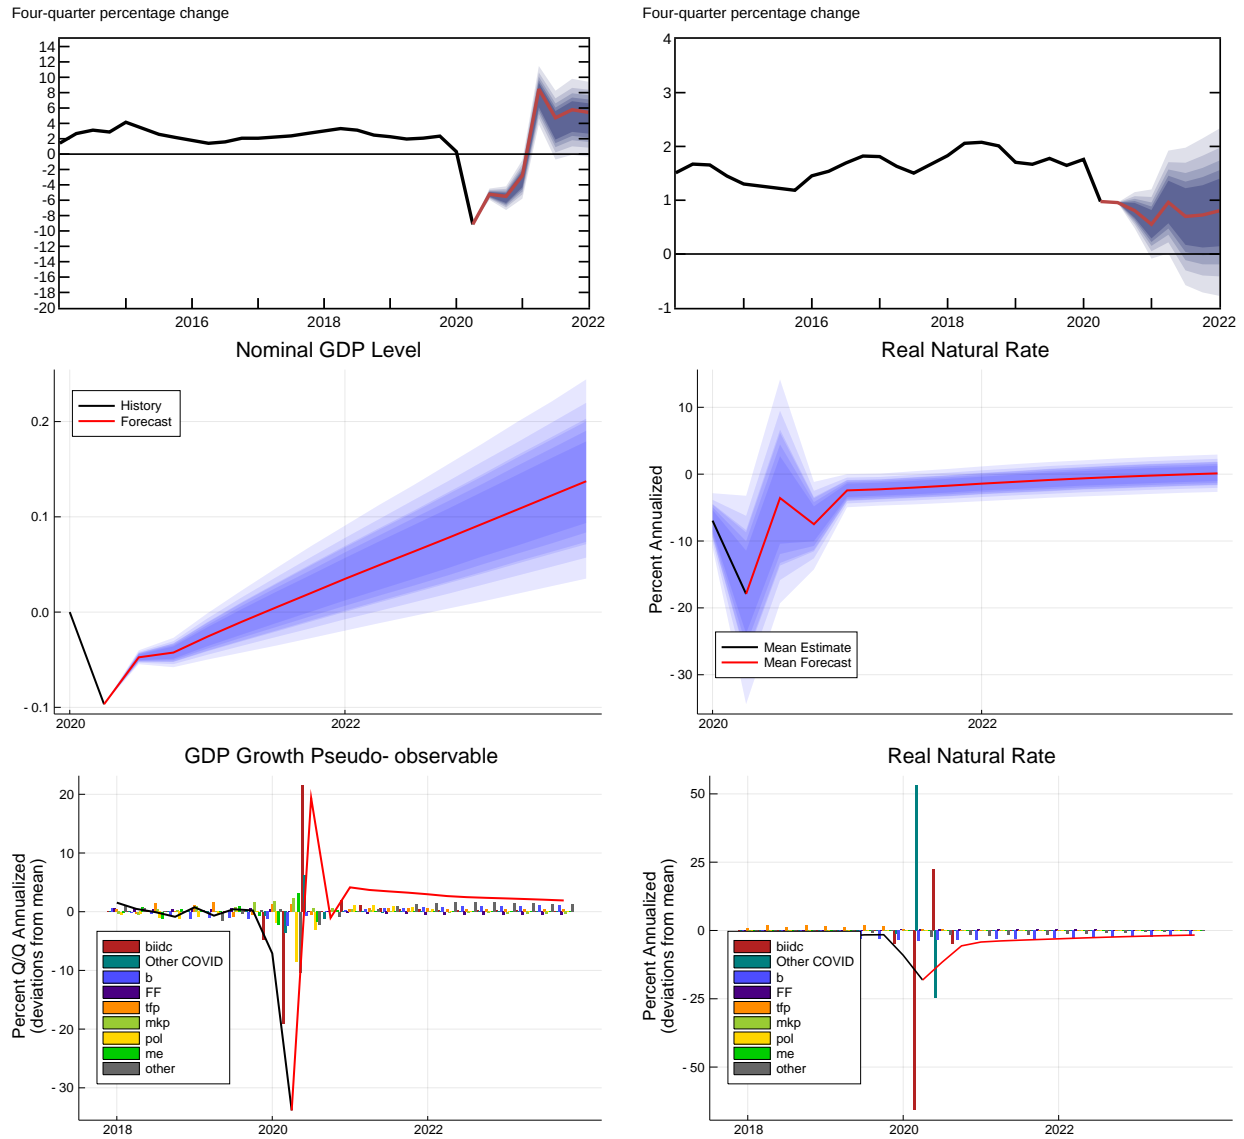 Four-quarter percentage change
14
12
10
8
6
4
2
0
-2
-4
-6
-8
-10
-12
-14
-16
-18
-20
2016
2018
2020
2022
Four-quarter percentage change
4
3
2
1
0
-1
2016
2018
2020
2022
Nominal GDP Level
0.2
0.1
0.0
- 0.1
History
Forecast
2020
2022
Real Natural Rate
Percent Annualized
10
0
- 10
- 20
- 30
Mean Estimate
Mean Forecast
2020
2022
GDP Growth Pseudo- observable
Percent Q/Q Annualized
(deviations from mean)
20
10
0
- 10
- 20
- 30
biidc
Other COVID
b
FF
tfp
mkp
pol
me
other
2018
2020
2022
Real Natural Rate
Percent Annualized
(deviations from mean)
50
25
0
- 25
- 50
biidc
Other COVID
b
FF
tfp
mkp
pol
me
other
2018
2020
2022